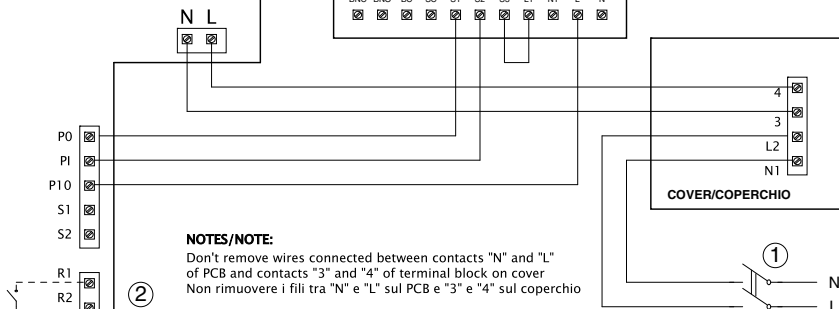 N L
4
3
L2
N1
COVER/COPERCHIO
P0
PI
P10
S1
S2
NOTES/NOTE:
Don't remove wires connected between contacts "N" and "L"
of PCB and contacts "3" and "4" of terminal block on cover
Non rimuovere i fili tra "N" e "L" sul PCB e "3" e "4" sul coperchio
R1
R2
2
1
N
L